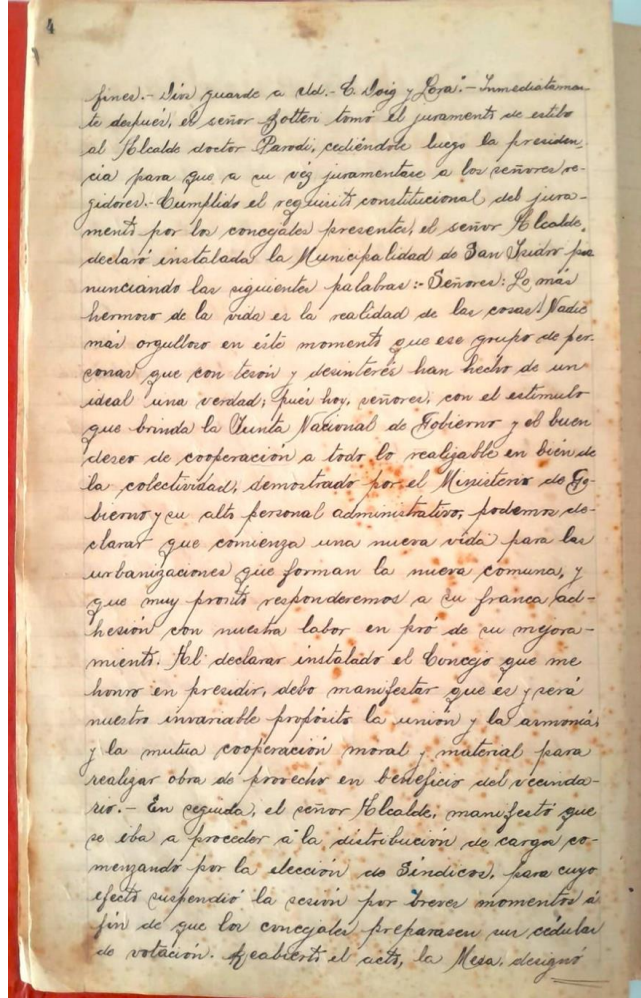 4
fines.- Dios guarde a Ud.- C. Doig y Lora".- Inmediatamen-
te después, el señor Gotteri tomó el juramento de estilo
al Alcalde doctor Parodi, cediéndole luego la presiden-
cia para que a su vez juramentase a los señores re-
gidores.- Cumplido el requisito constitucional del jura-
mento por los concejales presentes, el señor Alcalde,
declaró instalada la Municipalidad de San Isidro pro
nunciando las siguientes palabras:- Señores: Lo más
hermoso de la vida es la realidad de las cosas! Nadie
más orgulloso en éste momento que ese grupo de per-
sonas que con tesón y desinterés han hecho de un
ideal una verdad; pués hoy, señores, con el estímulo
que brinda la Junta Nacional de Gobierno y el buen
deseo de cooperación a todo lo realizable en bién de
la colectividad, demostrado por el Ministerio de Go-
bierno y su alto personal administrativo, podemos de-
clarar que comienza una nueva vida para las
urbanizaciones que forman la nueva comuna, y
que muy pronto responderemos a su franca ad-
hesión con nuestra labor en pró de su mejora-
miento. Al declarar instalado el Concejo que me
honro en presidir, debo manifestar que es y será
nuestro invariable propósito la unión y la armonía,
y la mutua cooperación moral y material para
realizar obra de provecho en beneficio del vecinda-
rio.- En seguida, el señor Alcalde, manifestó que
se iba a proceder á la distribución de cargos co-
menzando por la elección de Síndicos, para cuyo
efecto suspendió la sesión por breves momentos á
fin de que los concejales preparasen sus cédulas
de votación. Reabierto el acto, la Mesa, designó